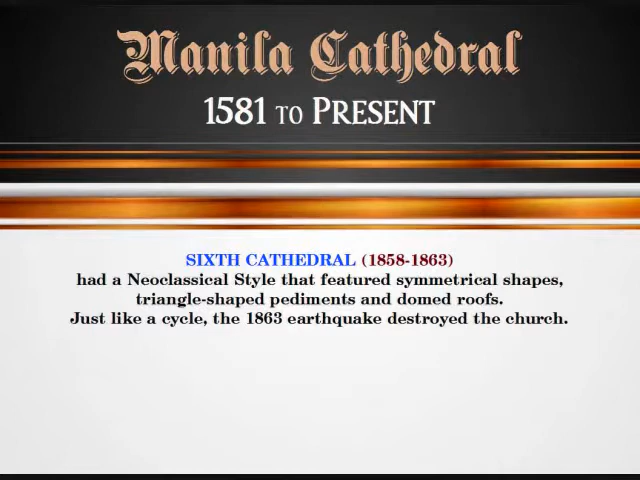 Manila Cathedral
1581 TO PRESENT
SIXTH CATHEDRAL (1858-1863)
had a Neoclassical Style that featured symmetrical shapes,
triangle-shaped pediments and domed roofs.
Just like a cycle, the 1863 earthquake destroyed the church.